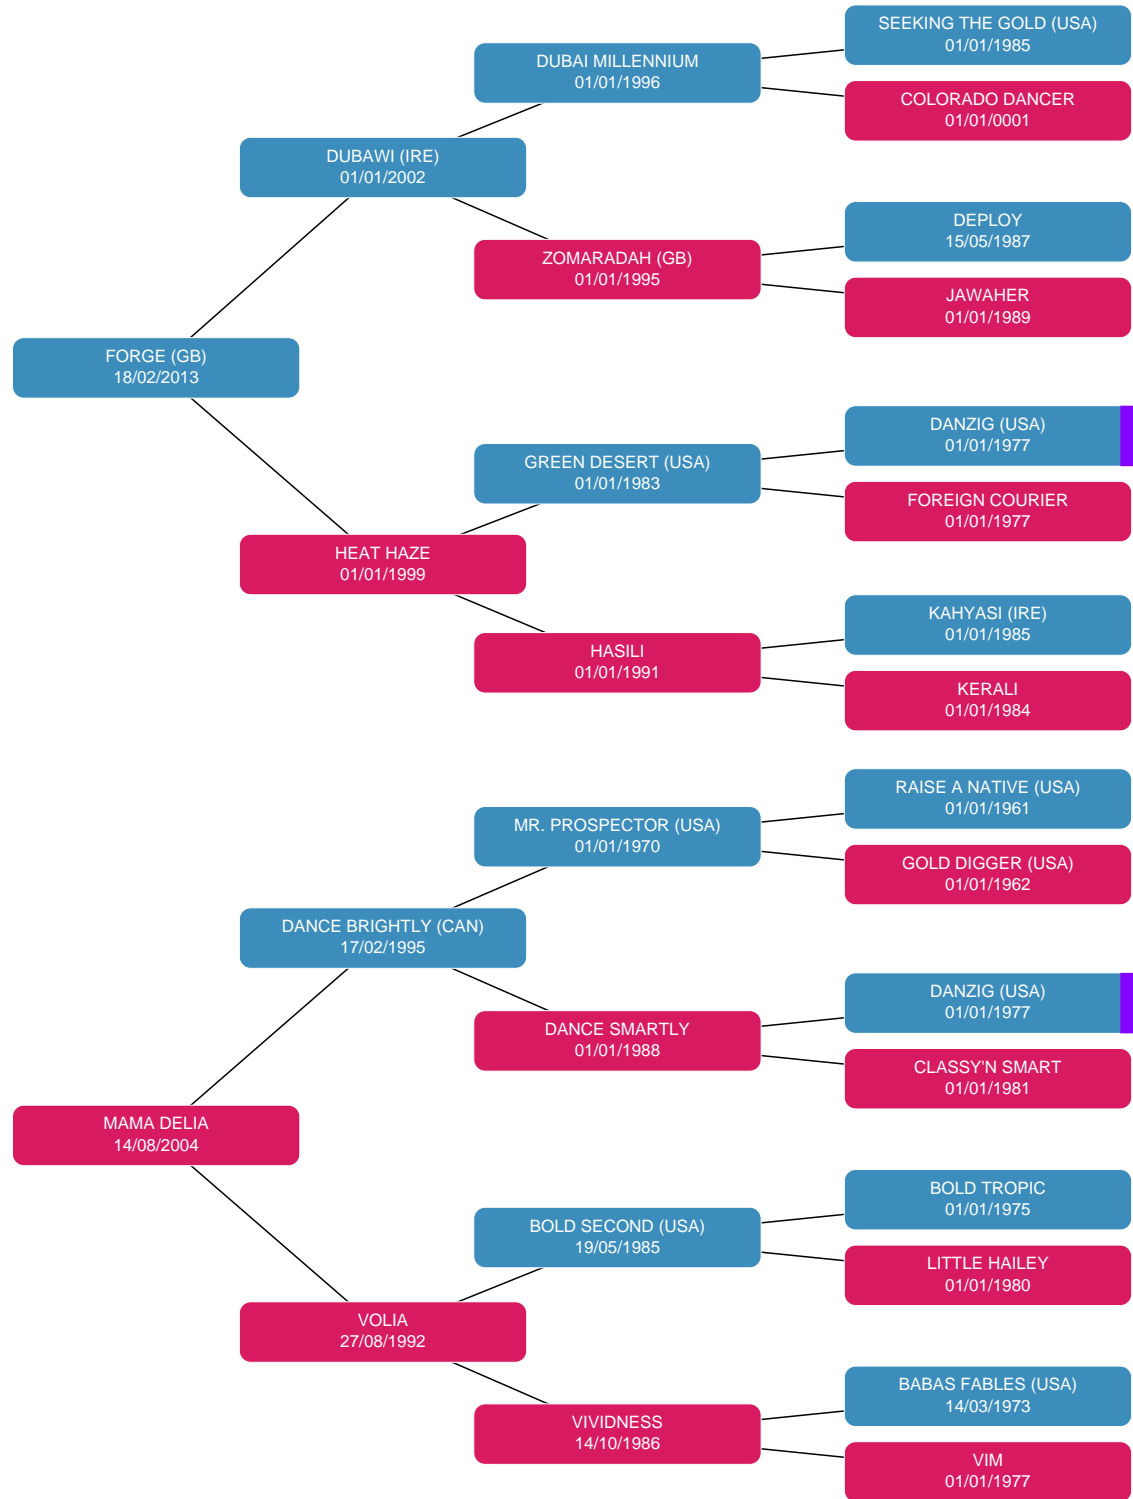 SEEKING THE GOLD (USA)
01/01/1985
DUBAI MILLENNIUM
01/01/1996
COLORADO DANCER
01/01/0001
DUBAWI (IRE)
01/01/2002
DEPLOY
15/05/1987
ZOMARADAH (GB)
01/01/1995
JAWAHER
01/01/1989
FORGE (GB)
18/02/2013
DANZIG (USA)
01/01/1977
GREEN DESERT (USA)
01/01/1983
FOREIGN COURIER
01/01/1977
HEAT HAZE
01/01/1999
KAHYASI (IRE)
01/01/1985
HASILI
01/01/1991
KERALI
01/01/1984
RAISE A NATIVE (USA)
01/01/1961
MR. PROSPECTOR (USA)
01/01/1970
GOLD DIGGER (USA)
01/01/1962
DANCE BRIGHTLY (CAN)
17/02/1995
DANZIG (USA)
01/01/1977
DANCE SMARTLY
01/01/1988
CLASSY'N SMART
01/01/1981
MAMA DELIA
14/08/2004
BOLD TROPIC
01/01/1975
BOLD SECOND (USA)
19/05/1985
LITTLE HAILEY
01/01/1980
VOLIA
27/08/1992
BABAS FABLES (USA)
14/03/1973
VIVIDNESS
14/10/1986
VIM
01/01/1977